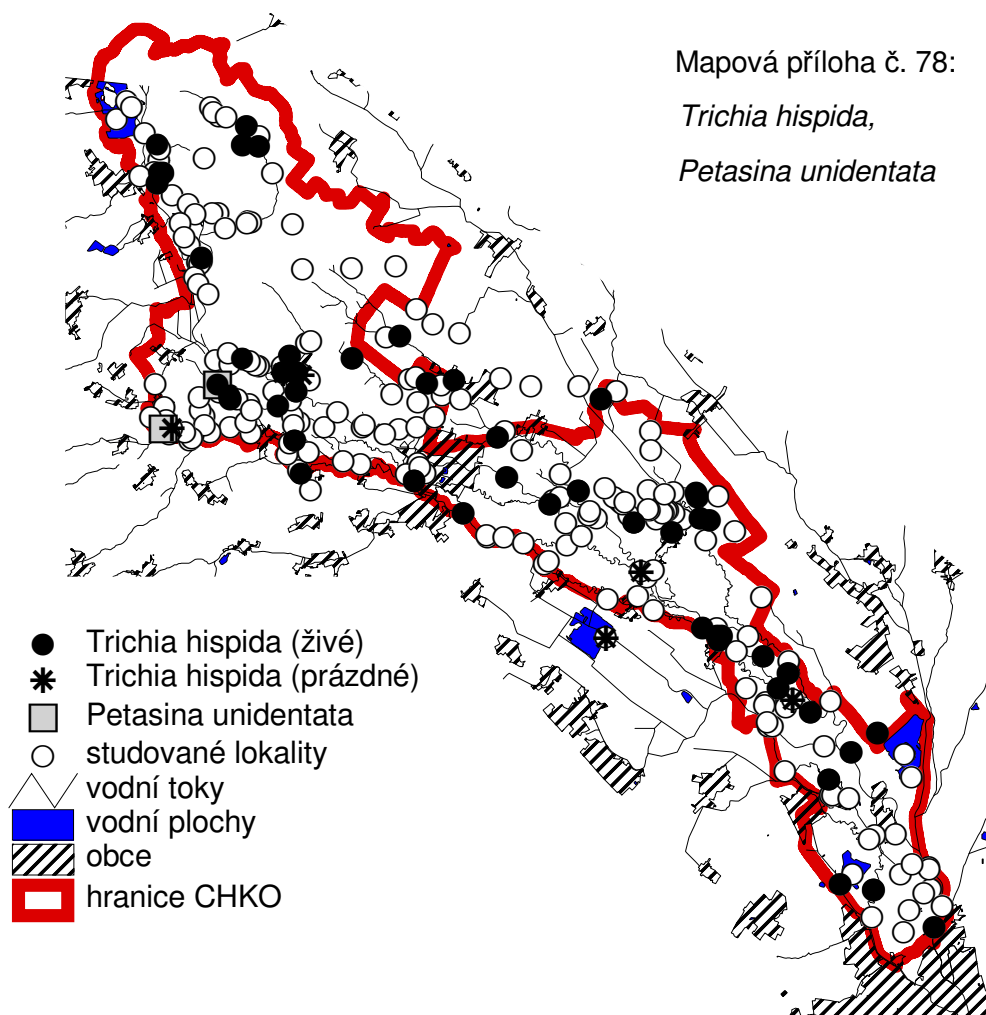 Mapová příloha č. 78:
Trichia hispida,
Petasina unidentata
Trichia hispida (živé)
Trichia hispida (prázdné)
Petasina unidentata
studované lokality
vodní toky
vodní plochy
obce
hranice CHKO